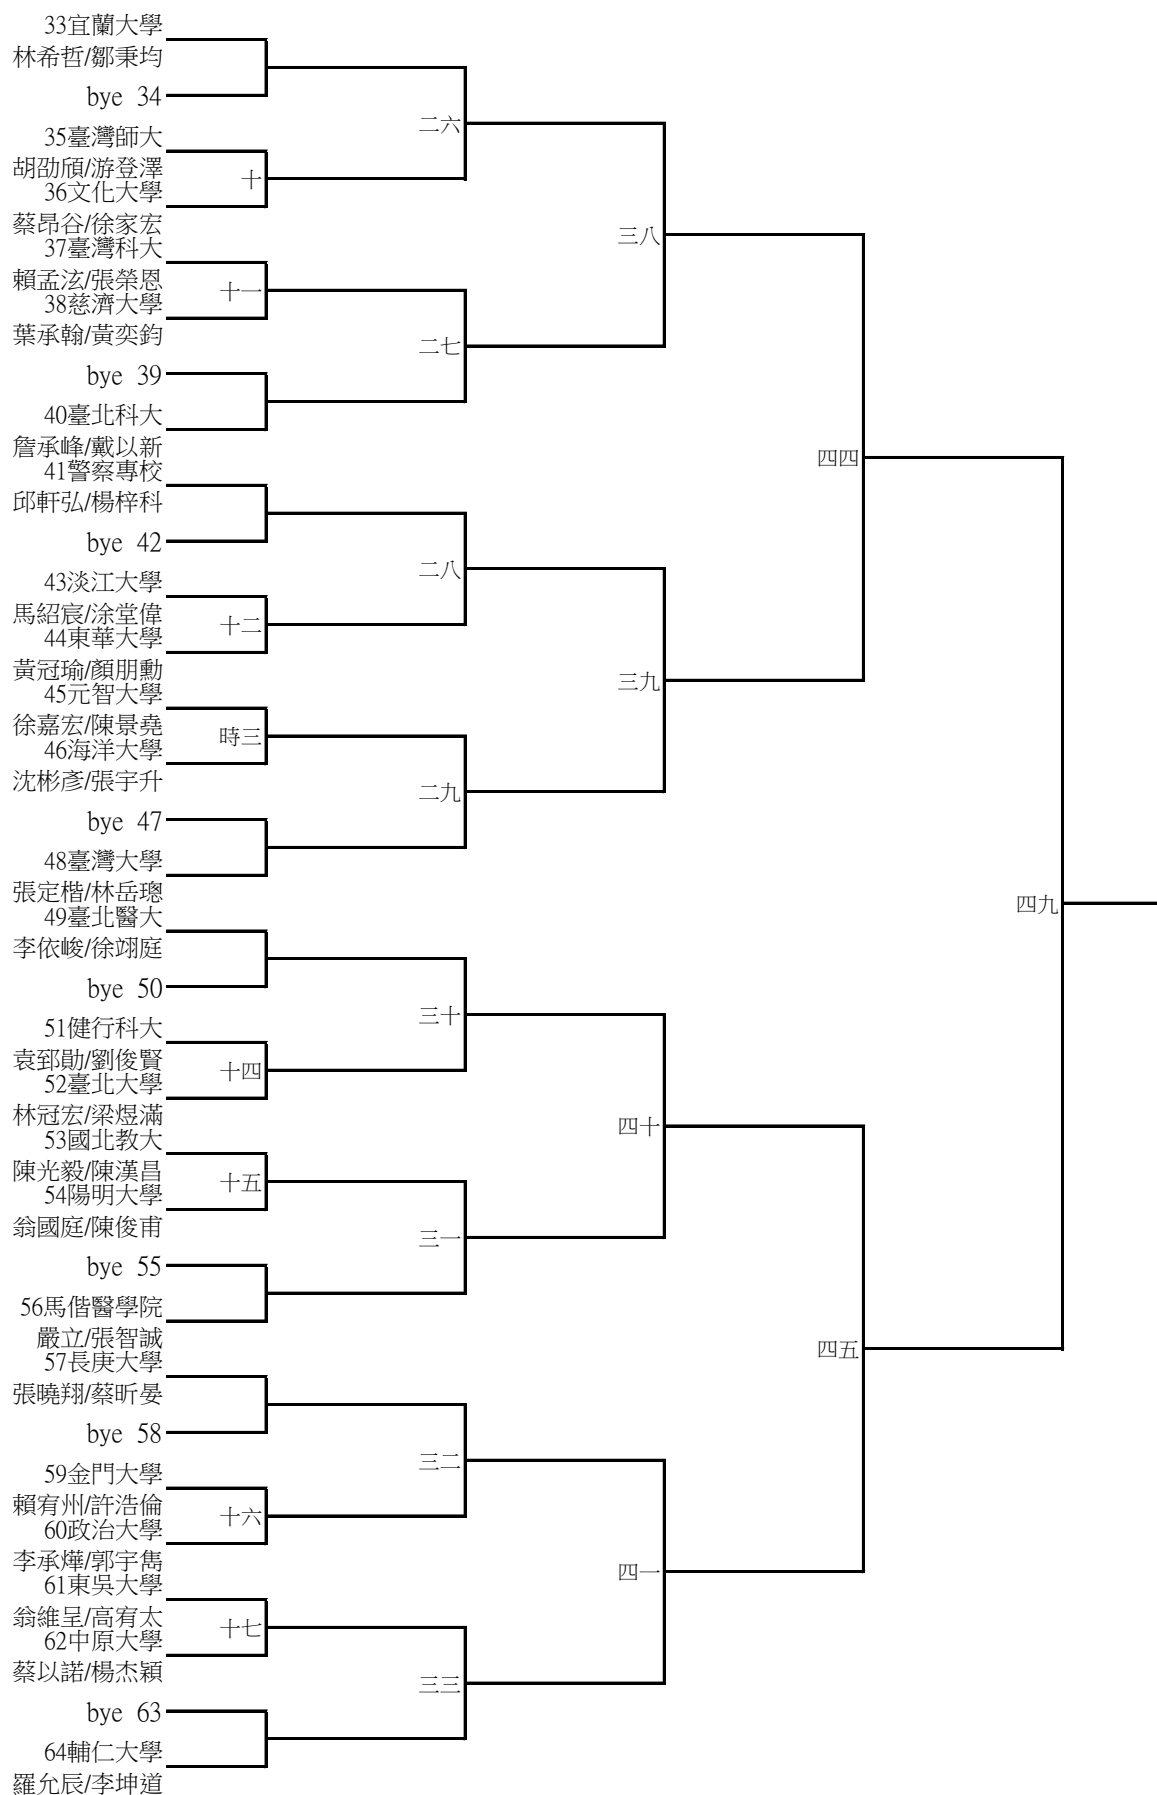 33宜蘭大學
林希哲/鄒秉均
bye 34
二六
35臺灣師大
胡劭頎/游登澤
十
36文化大學
蔡昂谷/徐家宏
三八
37臺灣科大
賴孟泫/張榮恩
十一
38慈濟大學
葉承翰/黃奕鈞
二七
bye 39
40臺北科大
詹承峰/戴以新
四四
41警察專校
邱軒弘/楊梓科
bye 42
二八
43淡江大學
馬紹宸/涂堂偉
十二
44東華大學
黃冠瑜/顏朋勳
三九
45元智大學
徐嘉宏/陳景堯
時三
46海洋大學
沈彬彥/張宇升
二九
bye 47
48臺灣大學
張定楷/林岳璁
四九
49臺北醫大
李依峻/徐翊庭
bye 50
三十
51健行科大
袁郅勛/劉俊賢
十四
52臺北大學
林冠宏/梁煜滿
四十
53國北教大
陳光毅/陳漢昌
十五
54陽明大學
翁國庭/陳俊甫
三一
bye 55
56馬偕醫學院
嚴立/張智誠
四五
57長庚大學
張曉翔/蔡昕晏
bye 58
三二
59金門大學
賴宥州/許浩倫
十六
60政治大學
李承燁/郭宇雋
四一
61東吳大學
翁維呈/高宥太
十七
62中原大學
蔡以諾/楊杰穎
三三
bye 63
64輔仁大學
羅允辰/李坤道